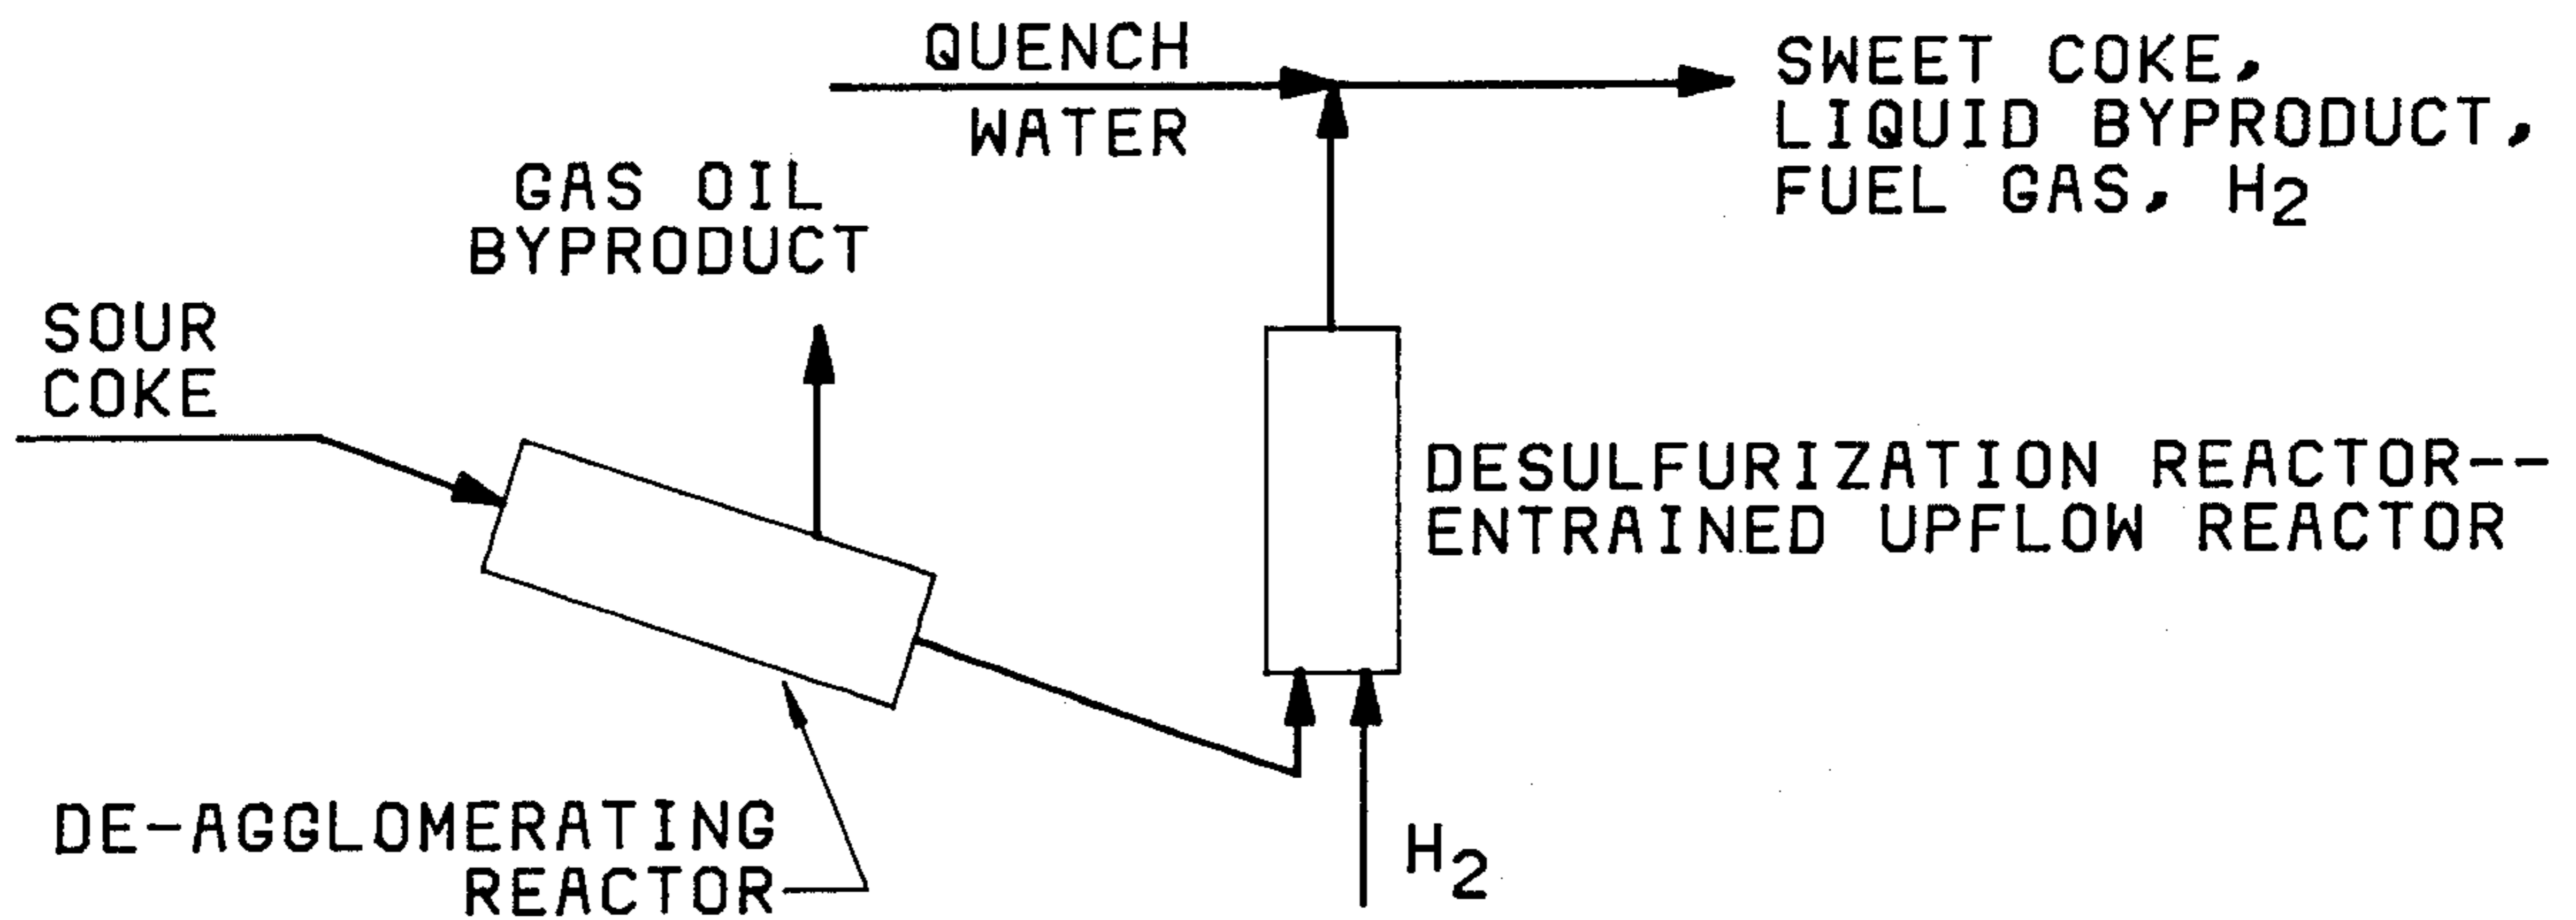 QUENCH
WATER
SWEET COKE,
LIQUID BYPRODUCT,
FUEL GAS, H2
GAS OIL
BYPRODUCT
SOUR
COKE
DESULFURIZATION REACTOR--
ENTRAINED UPFLOW REACTOR
DE-AGGLOMERATING
REACTOR
H2